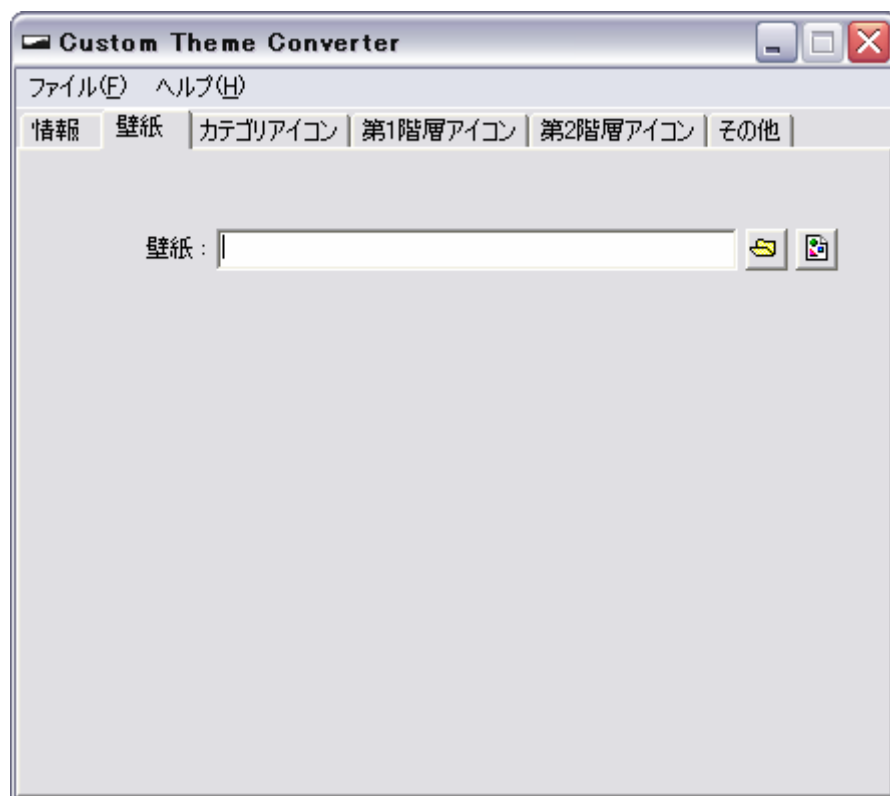 Custom Theme Converter
ファイル(F) ヘルプ(H)
情報 壁紙 カテゴリアイコン 第1階層アイコン 第2階層アイコン その他
壁紙 :